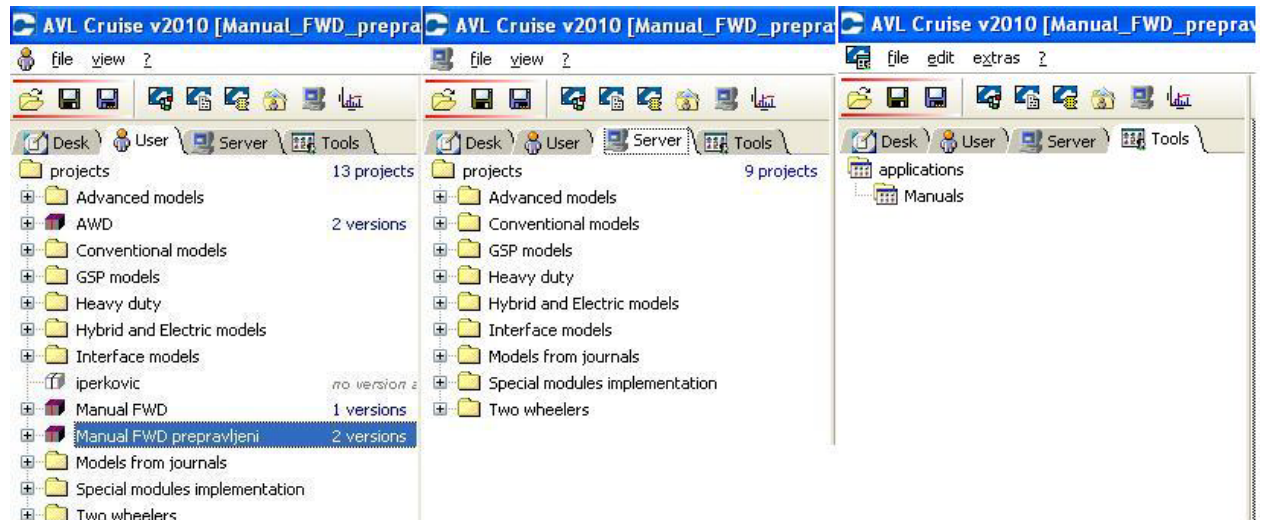 AVL Cruise v2010 [Manual_FWD_prepra
file view ?
Desk User Server Tools
projects 13 projects
Advanced models
AWD 2 versions
Conventional models
GSP models
Heavy duty
Hybrid and Electric models
Interface models
iperkovic no version a
Manual FWD 1 versions
Manual FWD prepravljeni 2 versions
Models from journals
Special modules implementation
Two wheelers
AVL Cruise v2010 [Manual_FWD_prepra
file view ?
Desk User Server Tools
projects 9 projects
Advanced models
Conventional models
GSP models
Heavy duty
Hybrid and Electric models
Interface models
Models from journals
Special modules implementation
Two wheelers
AVL Cruise v2010 [Manual_FWD_preprav
file edit extras ?
Desk User Server Tools
applications
Manuals